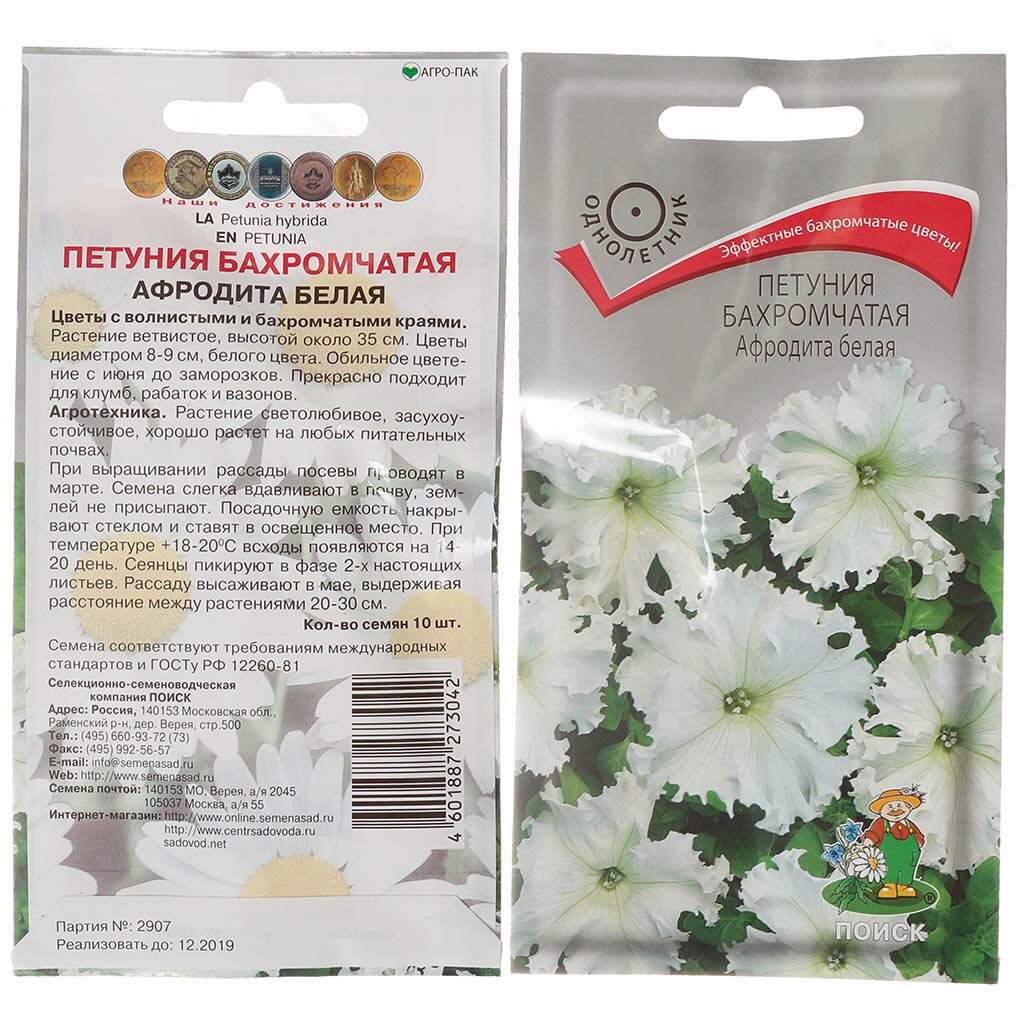 АГРО-ПАК
Наши достижения
LA Petunia hybrida
EN PETUNIA
ПЕТУНИЯ БАХРОМЧАТАЯ
АФРОДИТА БЕЛАЯ
Цветы с волнистыми и бахромчатыми краями.
Растение ветвистое, высотой около 35 см. Цветы
диаметром 8-9 см, белого цвета. Обильное цвете-
ние с июня до заморозков. Прекрасно подходит
для клумб, рабаток и вазонов.
Агротехника. Растение светолюбивое, засухоу-
стойчивое, хорошо растет на любых питательных
почвах.
При выращивании рассады посевы проводят в
марте. Семена слегка вдавливают в почву, зем-
лей не присыпают. Посадочную емкость накры-
вают стеклом и ставят в освещенное место. При
температуре +18-20⁰С всходы появляются на 14-
20 день. Сеянцы пикируют в фазе 2-х настоящих
листьев. Рассаду высаживают в мае, выдерживая
расстояние между растениями 20-30 см.
Кол-во семян 10 шт.
Семена соответствуют требованиям международных
стандартов и ГОСТу РФ 12260-81
Селекционно-семеноводческая
компания ПОИСК
Адрес: Россия, 140153 Московская обл.,
Раменский р-н, дер. Верея, стр.500
Тел.: (495) 660-93-72 (73)
Факс: (495) 992-56-57
E-mail: info@semenasad.ru
Web: http://www.semenasad.ru
Семена почтой: 140153 МО, Верея, а/я 2045
105037 Москва, а/я 55
Интернет-магазин: http://www.online.semenasad.ru
http://www.centrsadovoda.ru
sadovod.net
4 601887 273042
Партия №: 2907
Реализовать до: 12.2019
ОДНОЛЕТНИК
Эффектные бахромчатые цветы!
ПЕТУНИЯ
БАХРОМЧАТАЯ
Афродита белая
®
ПОИСК